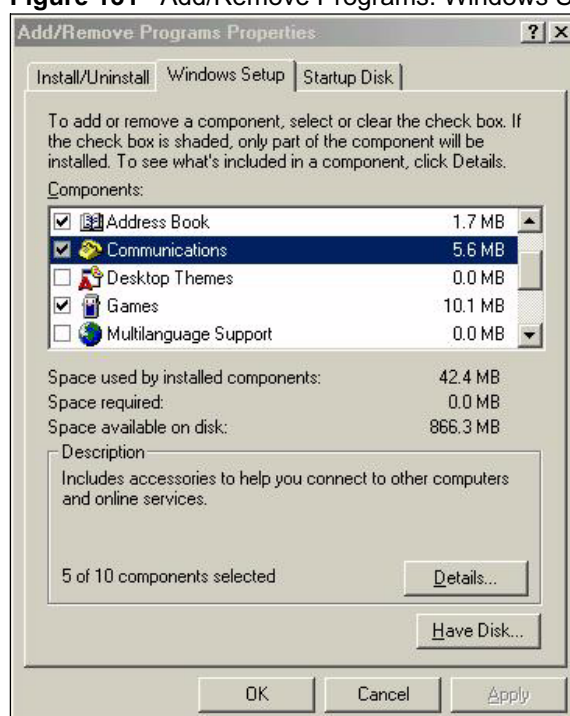 Figure 151 Add/Remove Programs: Windows S
Add/Remove Programs Properties
Install/Uninstall Windows Setup Startup Disk
To add or remove a component, select or clear the check box. If
the check box is shaded, only part of the component will be
installed. To see what's included in a component, click Details.
Components:
Address Book 1.7 MB
Communications 5.6 MB
Desktop Themes 0.0 MB
Games 10.1 MB
Multilanguage Support 0.0 MB
Space used by installed components: 42.4 MB
Space required: 0.0 MB
Space available on disk: 866.3 MB
Description
Includes accessories to help you connect to other computers
and online services.
5 of 10 components selected
Details...
Have Disk...
OK Cancel Apply